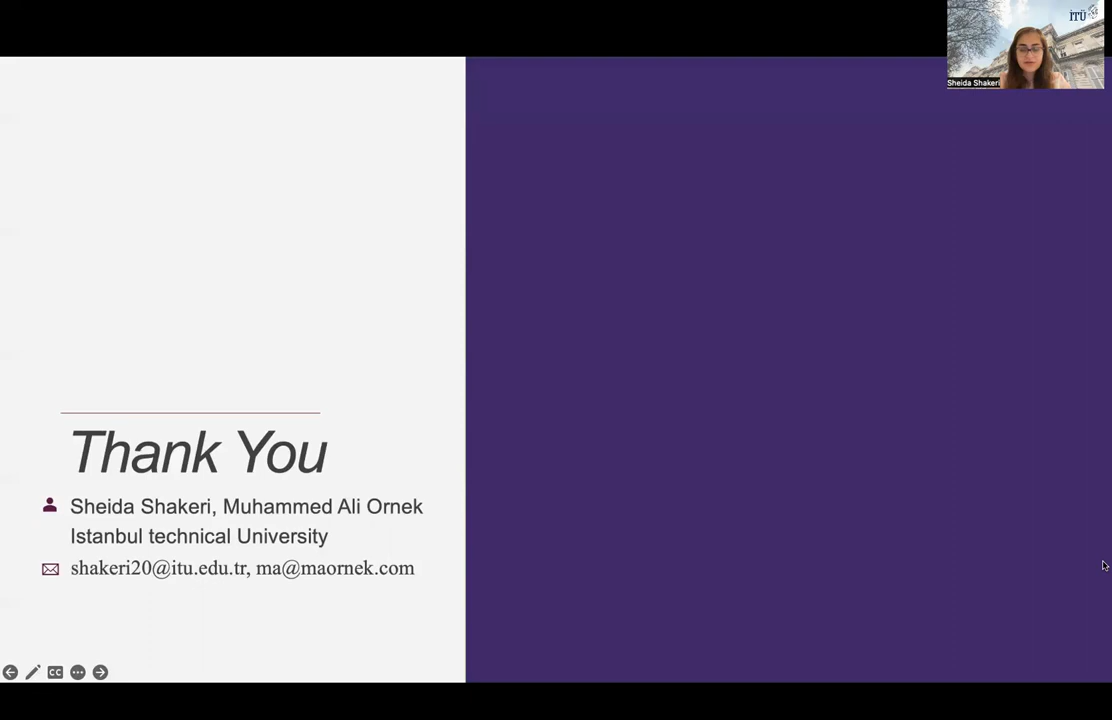 İTÜ
Sheida Shakeri
Thank You
Sheida Shakeri, Muhammed Ali Ornek
Istanbul technical University
shakeri20@itu.edu.tr, ma@maornek.com
CC